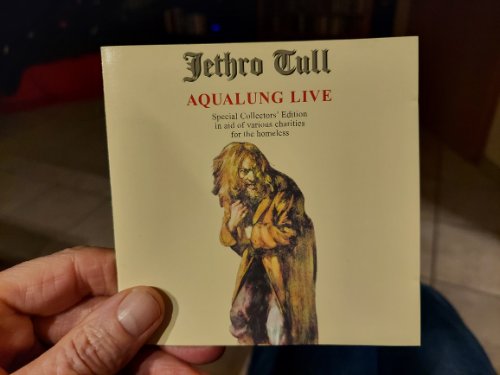 Jethro Tull
AQUALUNG LIVE
Special Collectors' Edition
in aid of various charities
for the homeless